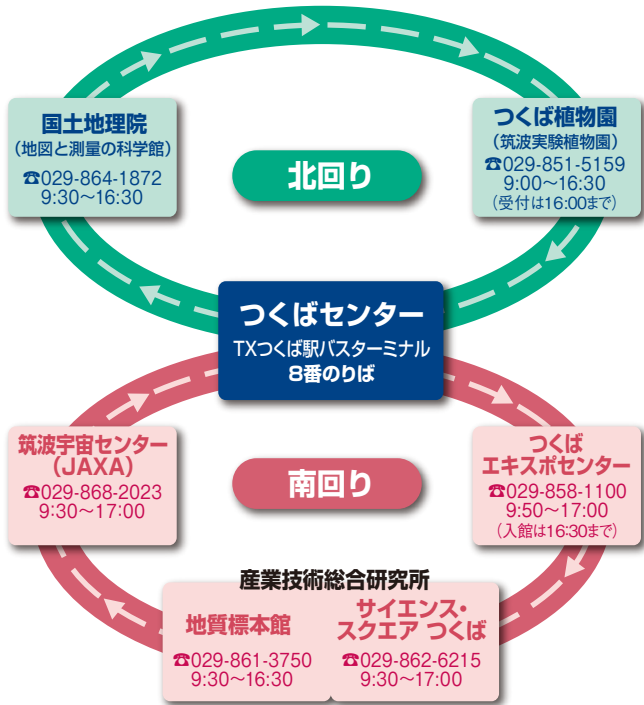 国土地理院
(地図と測量の科学館)
☎029-864-1872
9:30〜16:30
つくば植物園
(筑波実験植物園)
☎029-851-5159
9:00〜16:30
(受付は16:00まで)
北回り
つくばセンター
TXつくば駅バスターミナル
8番のりば
筑波宇宙センター
(JAXA)
☎029-868-2023
9:30〜17:00
南回り
つくば
エキスポセンター
☎029-858-1100
9:50〜17:00
(入館は16:30まで)
産業技術総合研究所
地質標本館
☎029-861-3750
9:30〜16:30
サイエンス・
スクエア つくば
☎029-862-6215
9:30〜17:00